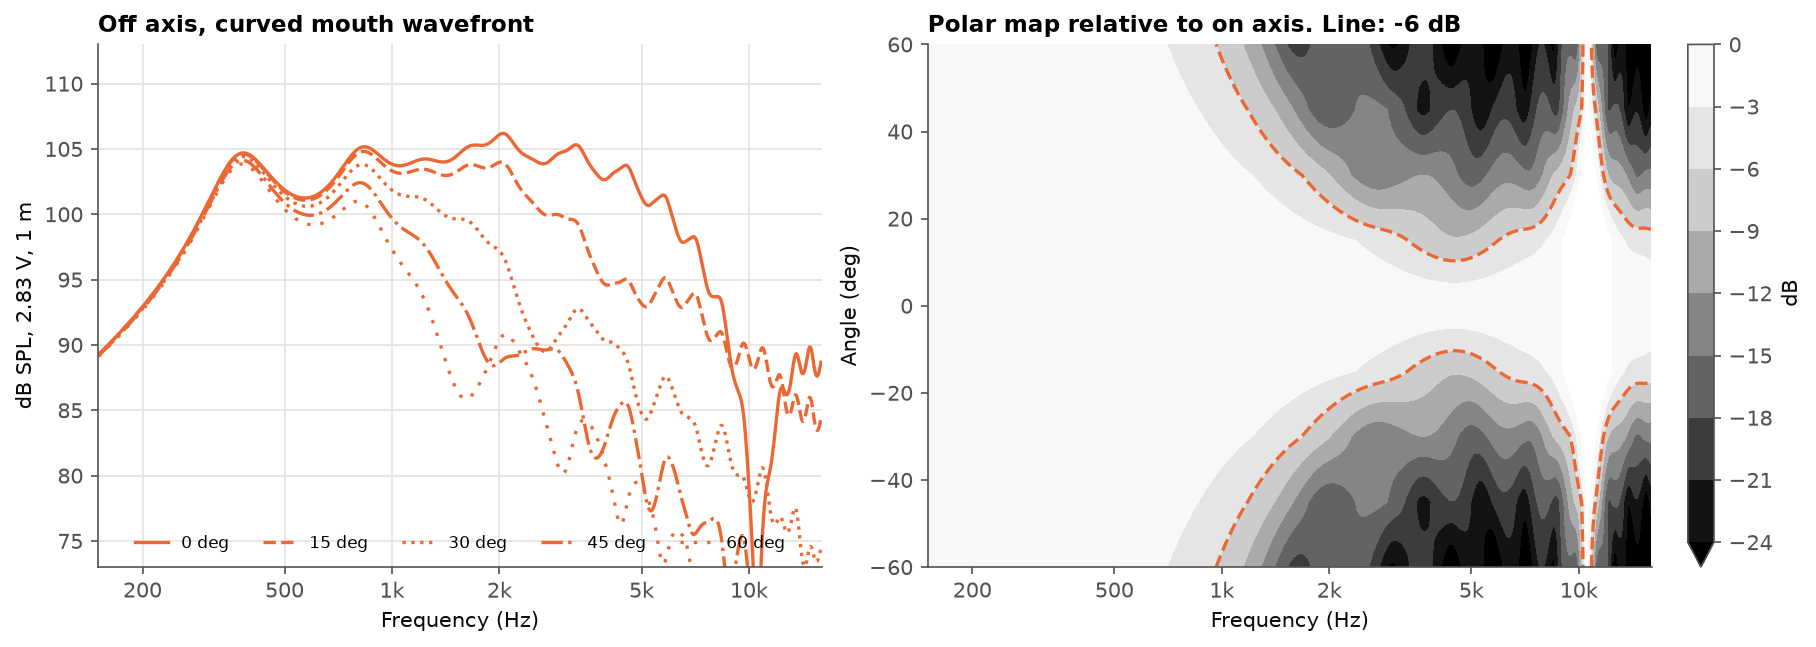 Off axis, curved mouth wavefront
dB SPL, 2.83 V, 1 m
110
105
100
95
90
85
80
75
0 deg
15 deg
30 deg
45 deg
60 deg
200
500
1k
2k
5k
10k
Frequency (Hz)
Polar map relative to on axis. Line: -6 dB
Angle (deg)
60
40
20
0
−20
−40
−60
200
500
1k
2k
5k
10k
Frequency (Hz)
0
−3
−6
−9
−12
−15
−18
−21
−24
dB